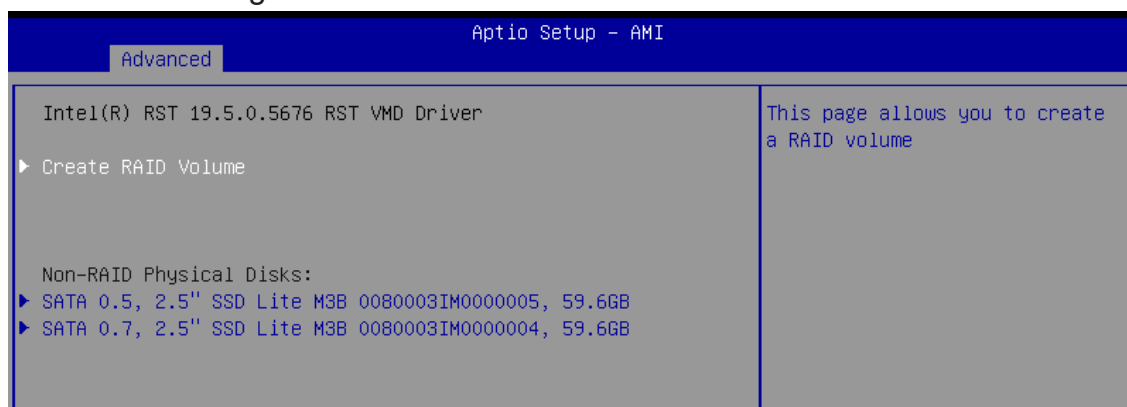 Aptio Setup - AMI
Advanced
Intel(R) RST 19.5.0.5676 RST VMD Driver
Create RAID Volume
Non-RAID Physical Disks:
SATA 0.5, 2.5" SSD Lite M3B 0080003IM0000005, 59.6GB
SATA 0.7, 2.5" SSD Lite M3B 0080003IM0000004, 59.6GB
This page allows you to create
a RAID volume